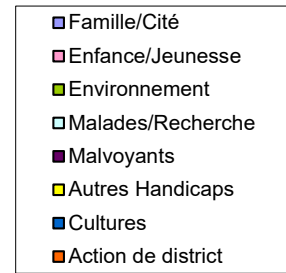 Famille/Cité
Enfance/Jeunesse
Environnement
Malades/Recherche
Malvoyants
Autres Handicaps
Cultures
Action de district